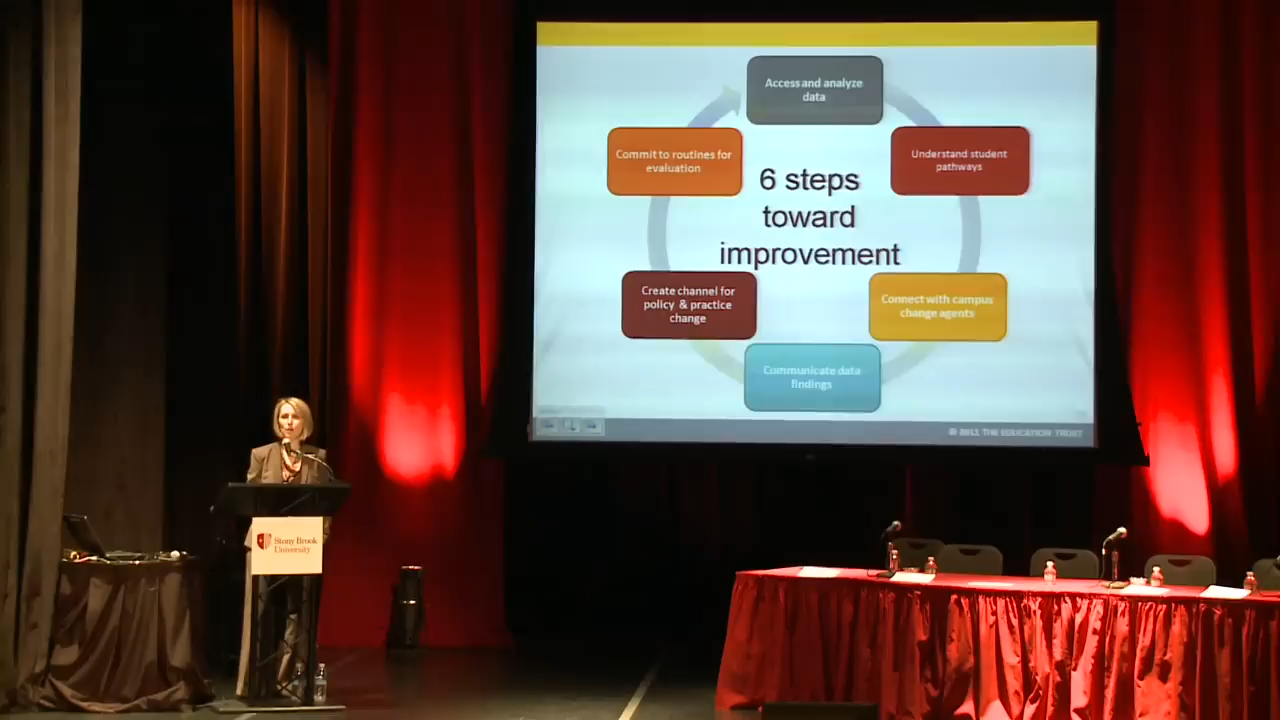 Access and analyze
data
Understand student
pathways
Commit to routines for
evaluation
6 steps
toward
improvement
Create channel for
policy & practice
change
Connect with campus
change agents
Communicate data
findings
THE EDUCATION TRUST
Stony Brook
University